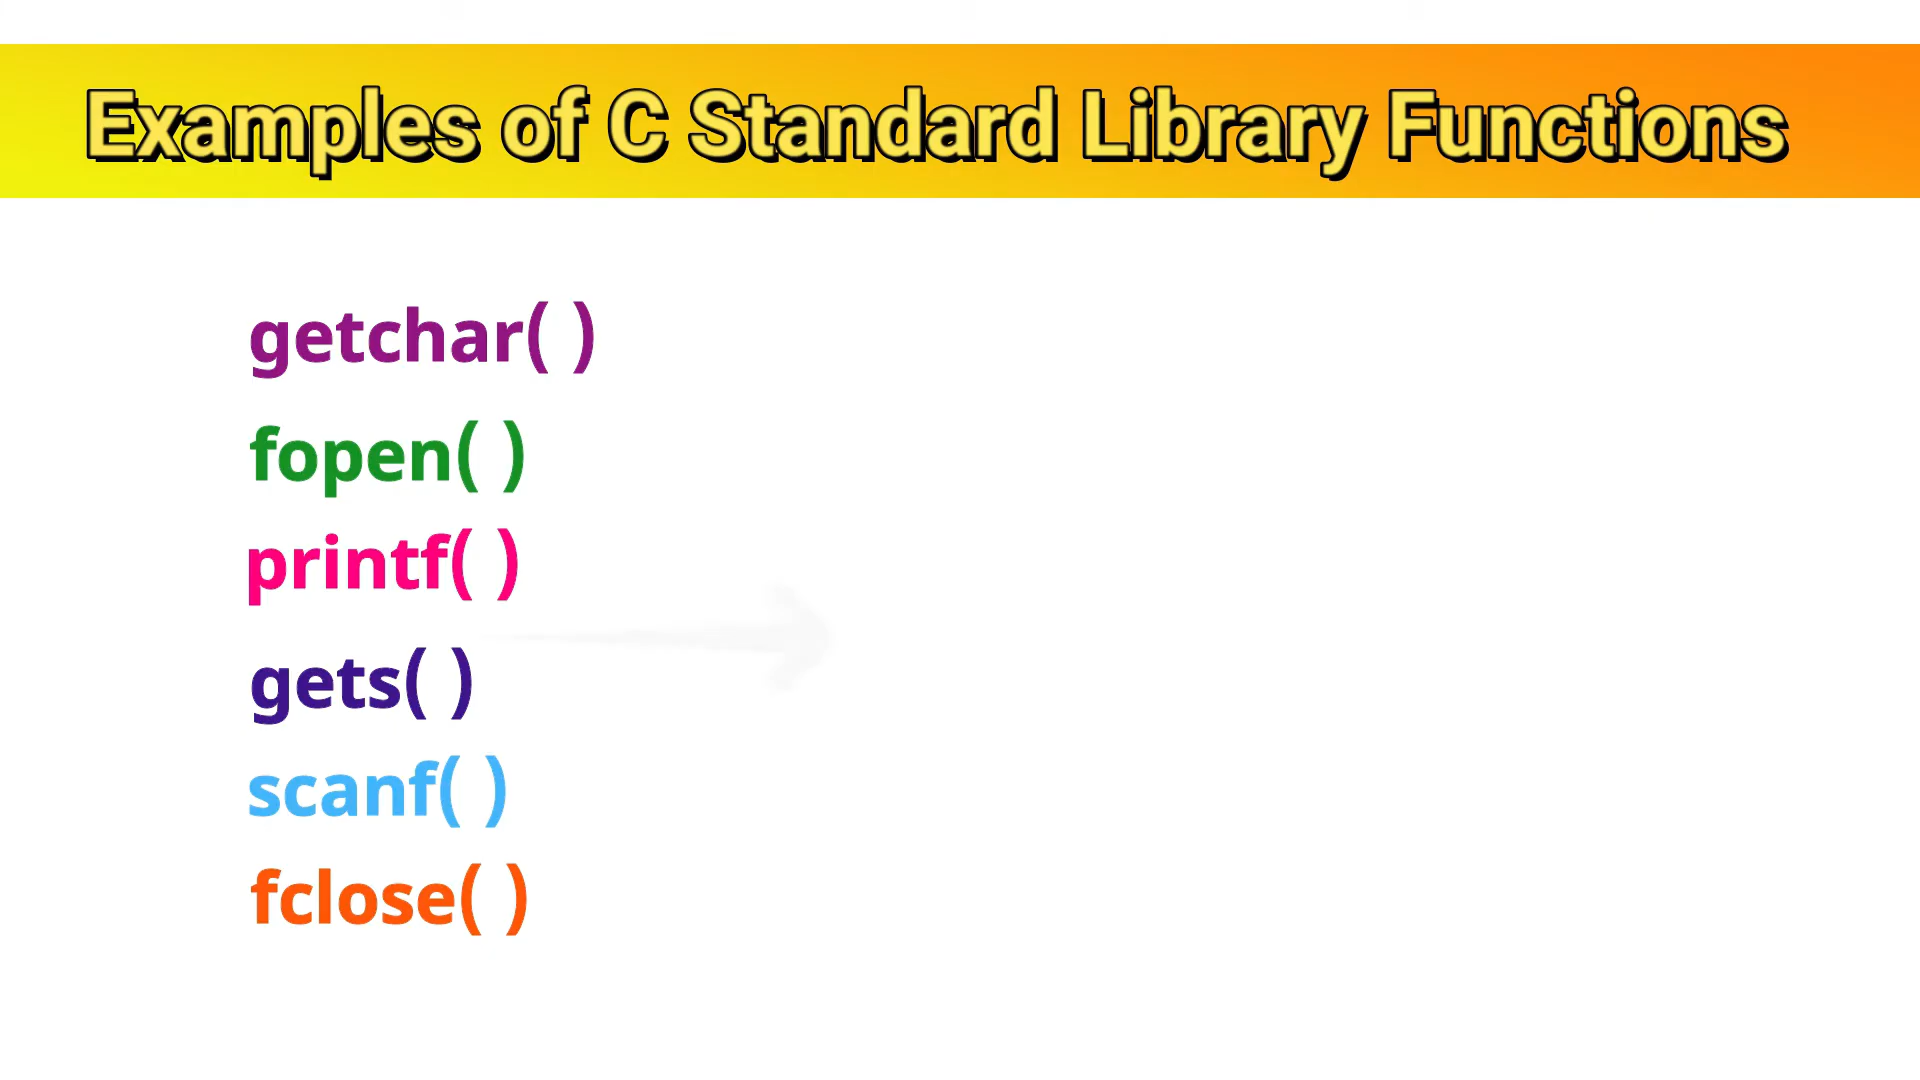 Examples of C Standard Library Functions
getchar( )
fopen( )
printf( )
gets( )
scanf( )
fclose( )